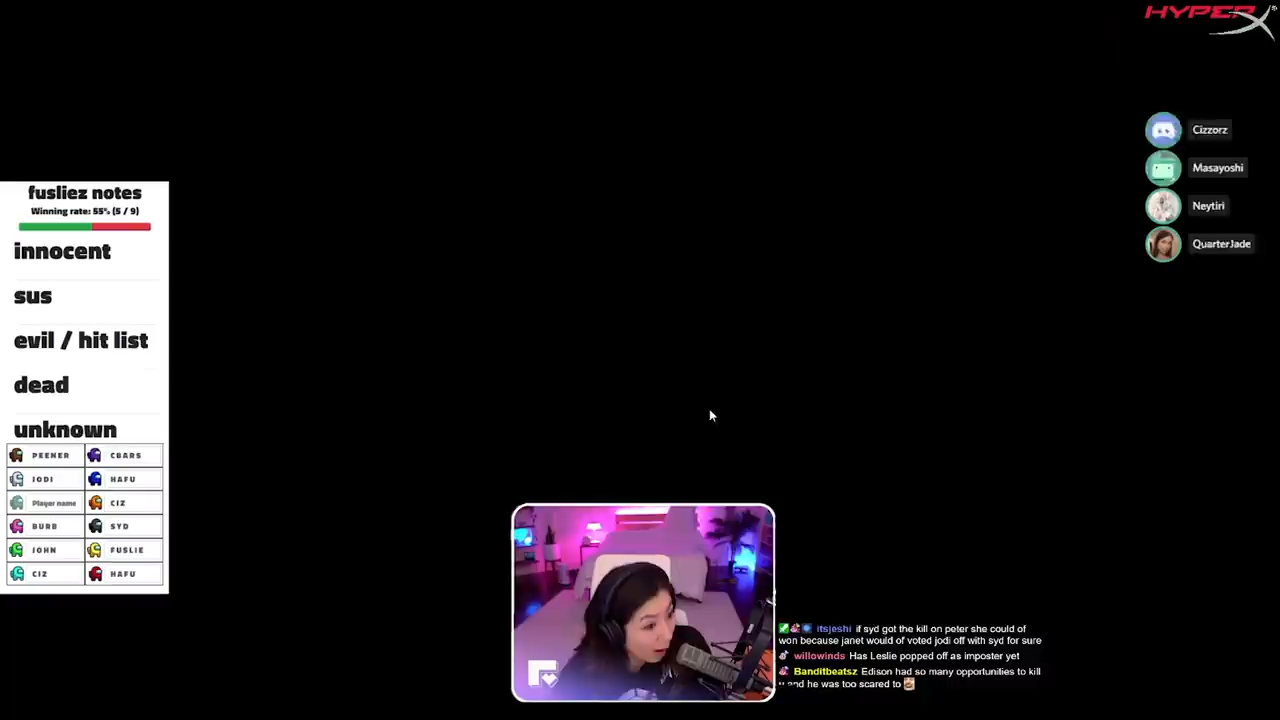 HYPERX
Cizzorz
Masayoshi
Neytiri
QuarterJade
fusliez notes
Winning rate: 55% (5 / 9)
innocent
sus
evil / hit list
dead
unknown
PEENER CBARS
JODI HAFU
Player name CIZ
BURB SYD
JOHN FUSLIE
CIZ HAFU
itsjeshi if syd got the kill on peter she could of
won because janet would of voted jodi off with syd for sure
willowinds Has Leslie popped off as imposter yet
Banditbeatsz Edison had so many opportunities to kill
u and he was too scared to